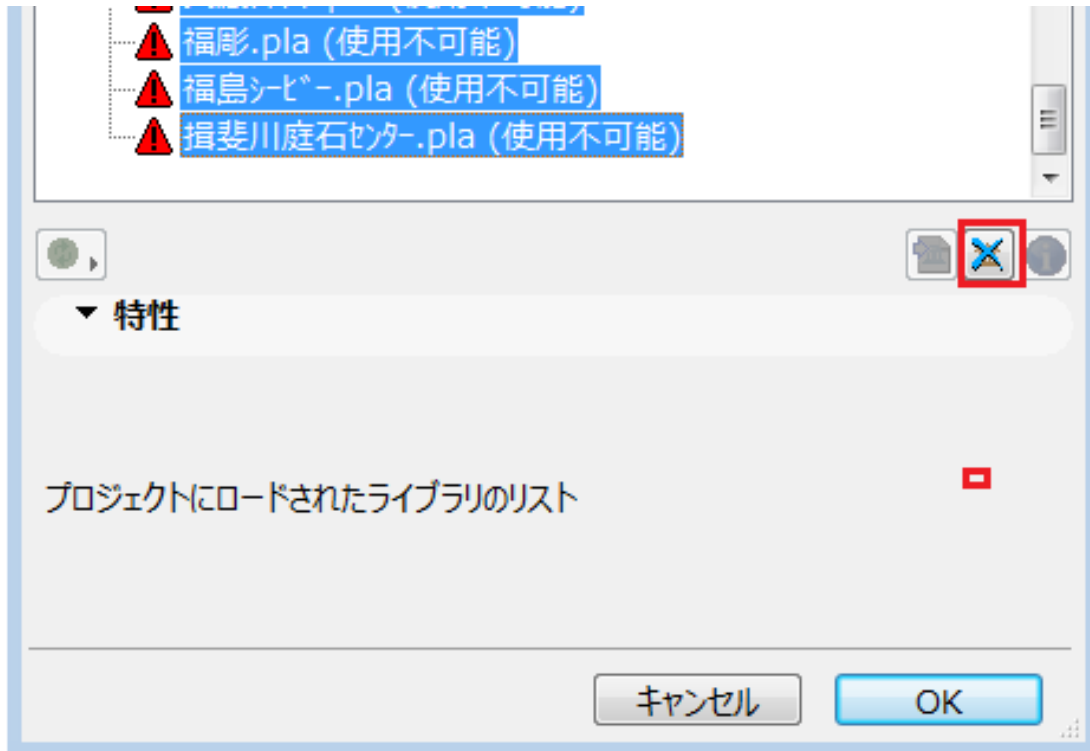 福彫.pla (使用不可能)
福島ｼｰﾋﾞｰ.pla (使用不可能)
揖斐川庭石ｾﾝﾀｰ.pla (使用不可能)
特性
プロジェクトにロードされたライブラリのリスト
キャンセル
OK